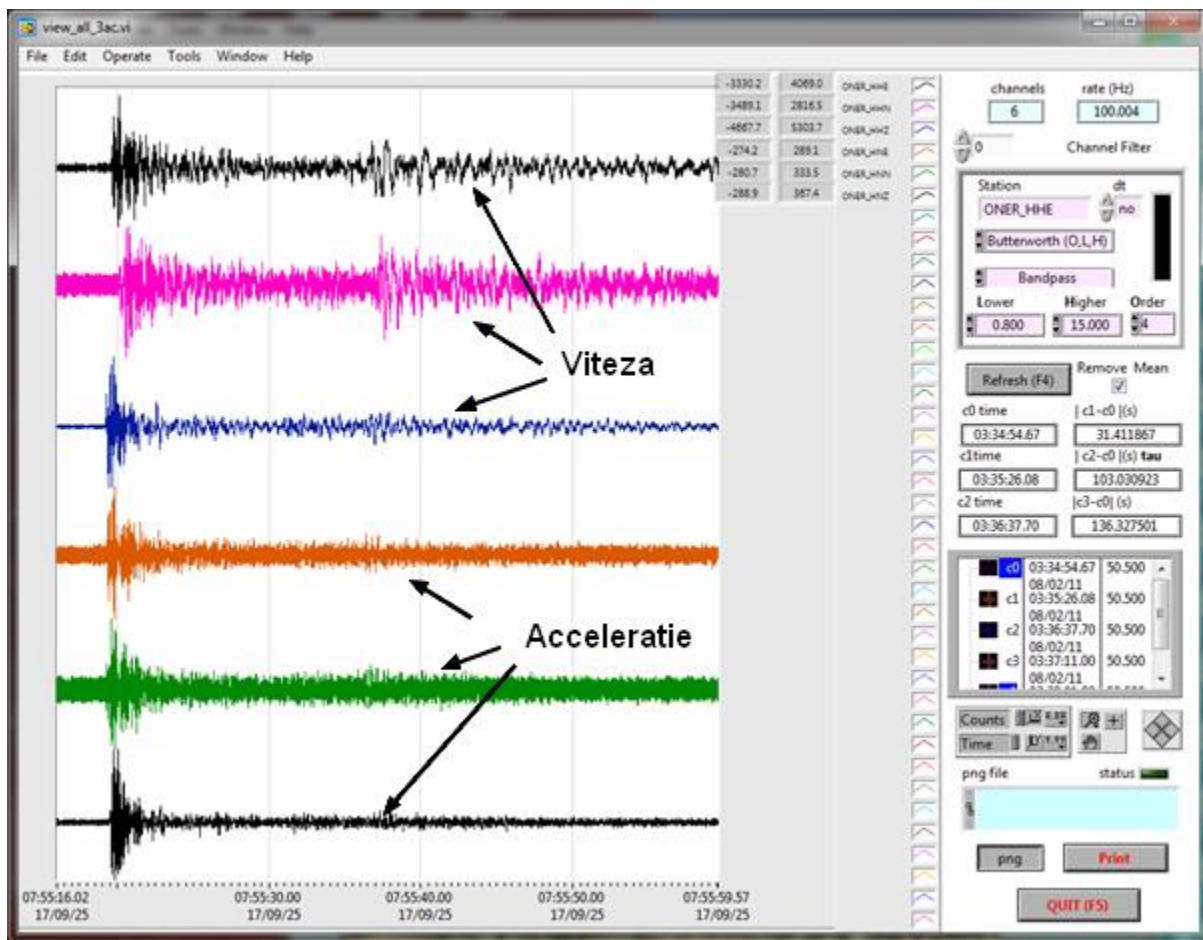 view_all_3ac.vi
File Edit Operate Tools Window Help
-3330.2 4069.0 ONER_HHE
-3489.1 2816.5 ONER_HHN
-4667.7 5303.7 ONER_HHZ
-274.2 289.1 ONER_HNE
-280.7 333.5 ONER_HNN
-288.9 367.4 ONER_HNZ
Viteza
Acceleratie
07:55:16.02 07:55:30.00 07:55:40.00 07:55:50.00 07:55:59.57
17/09/25 17/09/25 17/09/25 17/09/25 17/09/25
channels rate (Hz)
6 100.004
0 Channel Filter
Station dt
ONER_HHE no
Butterworth (O,L,H)
Bandpass
Lower Higher Order
0.800 15.000 4
Refresh (F4) Remove Mean
c0 time | c1-c0 |(s)
03:34:54.67 31.411867
c1time | c2-c0 |(s) tau
03:35:26.08 103.030923
c2 time |c3-c0| (s)
03:36:37.70 136.327501
c0 03:34:54.67 50.500
08/02/11
c1 03:35:26.08 50.500
08/02/11
c2 03:36:37.70 50.500
08/02/11
c3 03:37:11.00 50.500
08/02/11
Counts
Time
png file status
png Print
QUIT (F5)